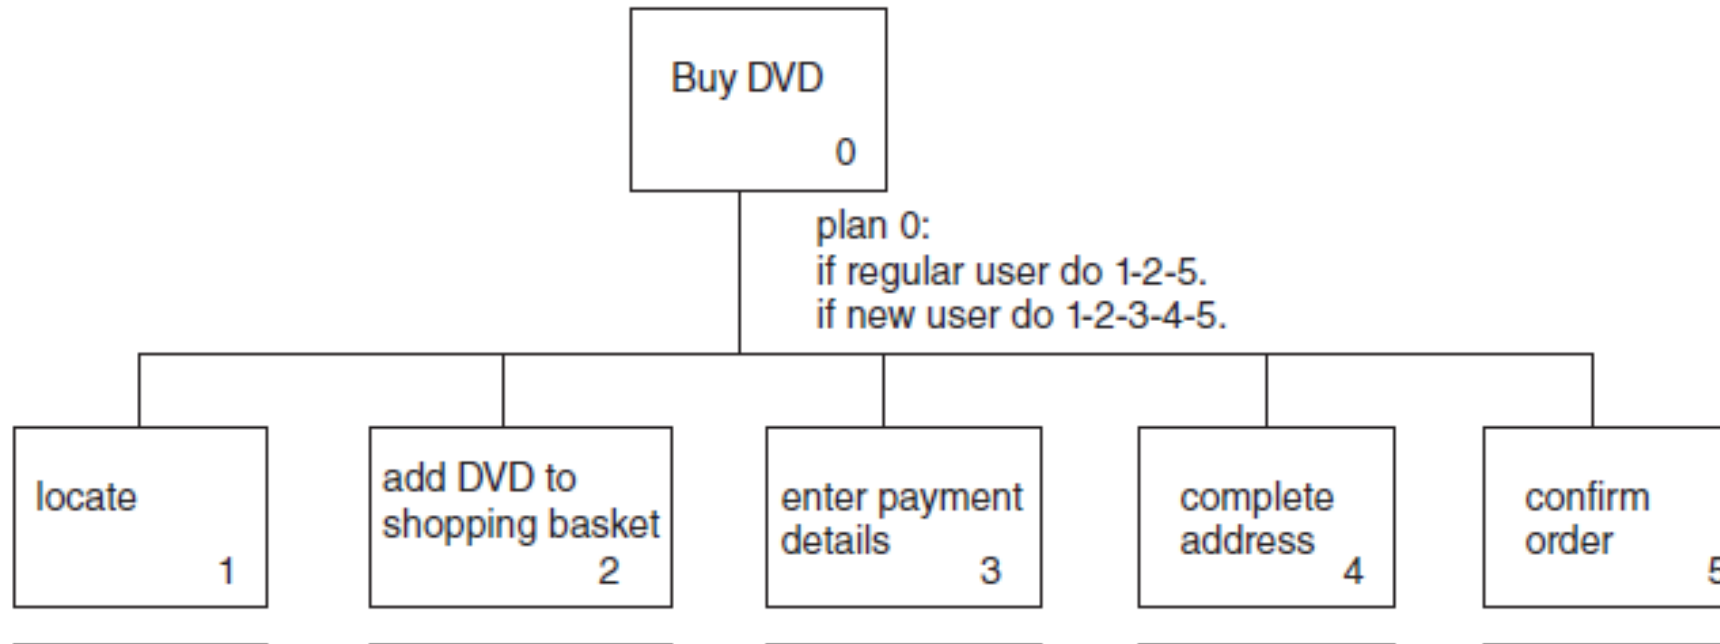 Buy DVD
0
plan 0:
if regular user do 1-2-5.
if new user do 1-2-3-4-5.
locate
1
add DVD to
shopping basket
2
enter payment
details
3
complete
address
4
confirm
order
5